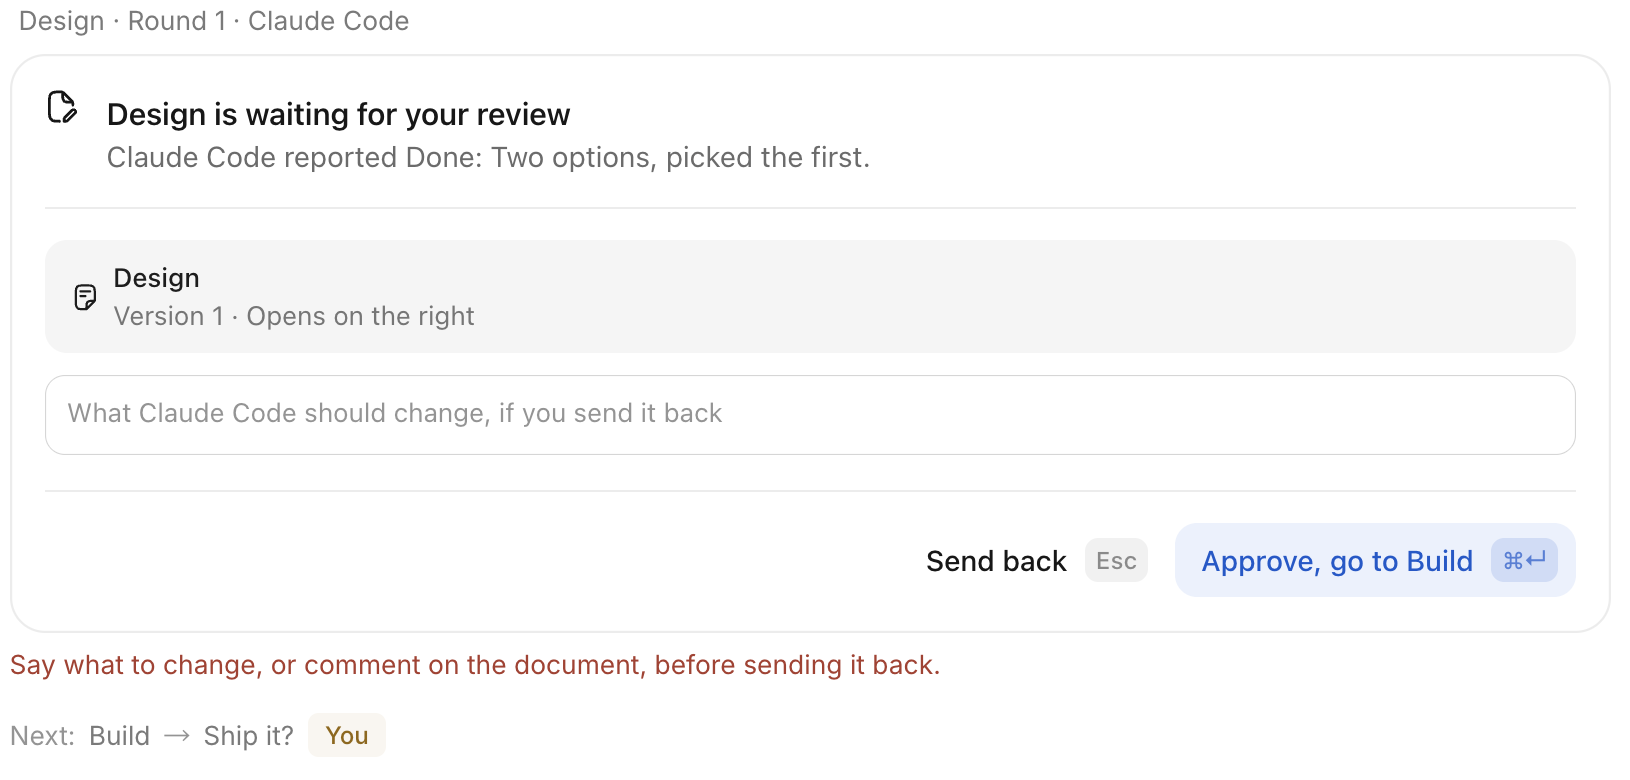 Design · Round 1 · Claude Code
Design is waiting for your review
Claude Code reported Done: Two options, picked the first.
Design
Version 1 · Opens on the right
What Claude Code should change, if you send it back
Send back Esc Approve, go to Build ⌘↵
Say what to change, or comment on the document, before sending it back.
Next: Build → Ship it? You